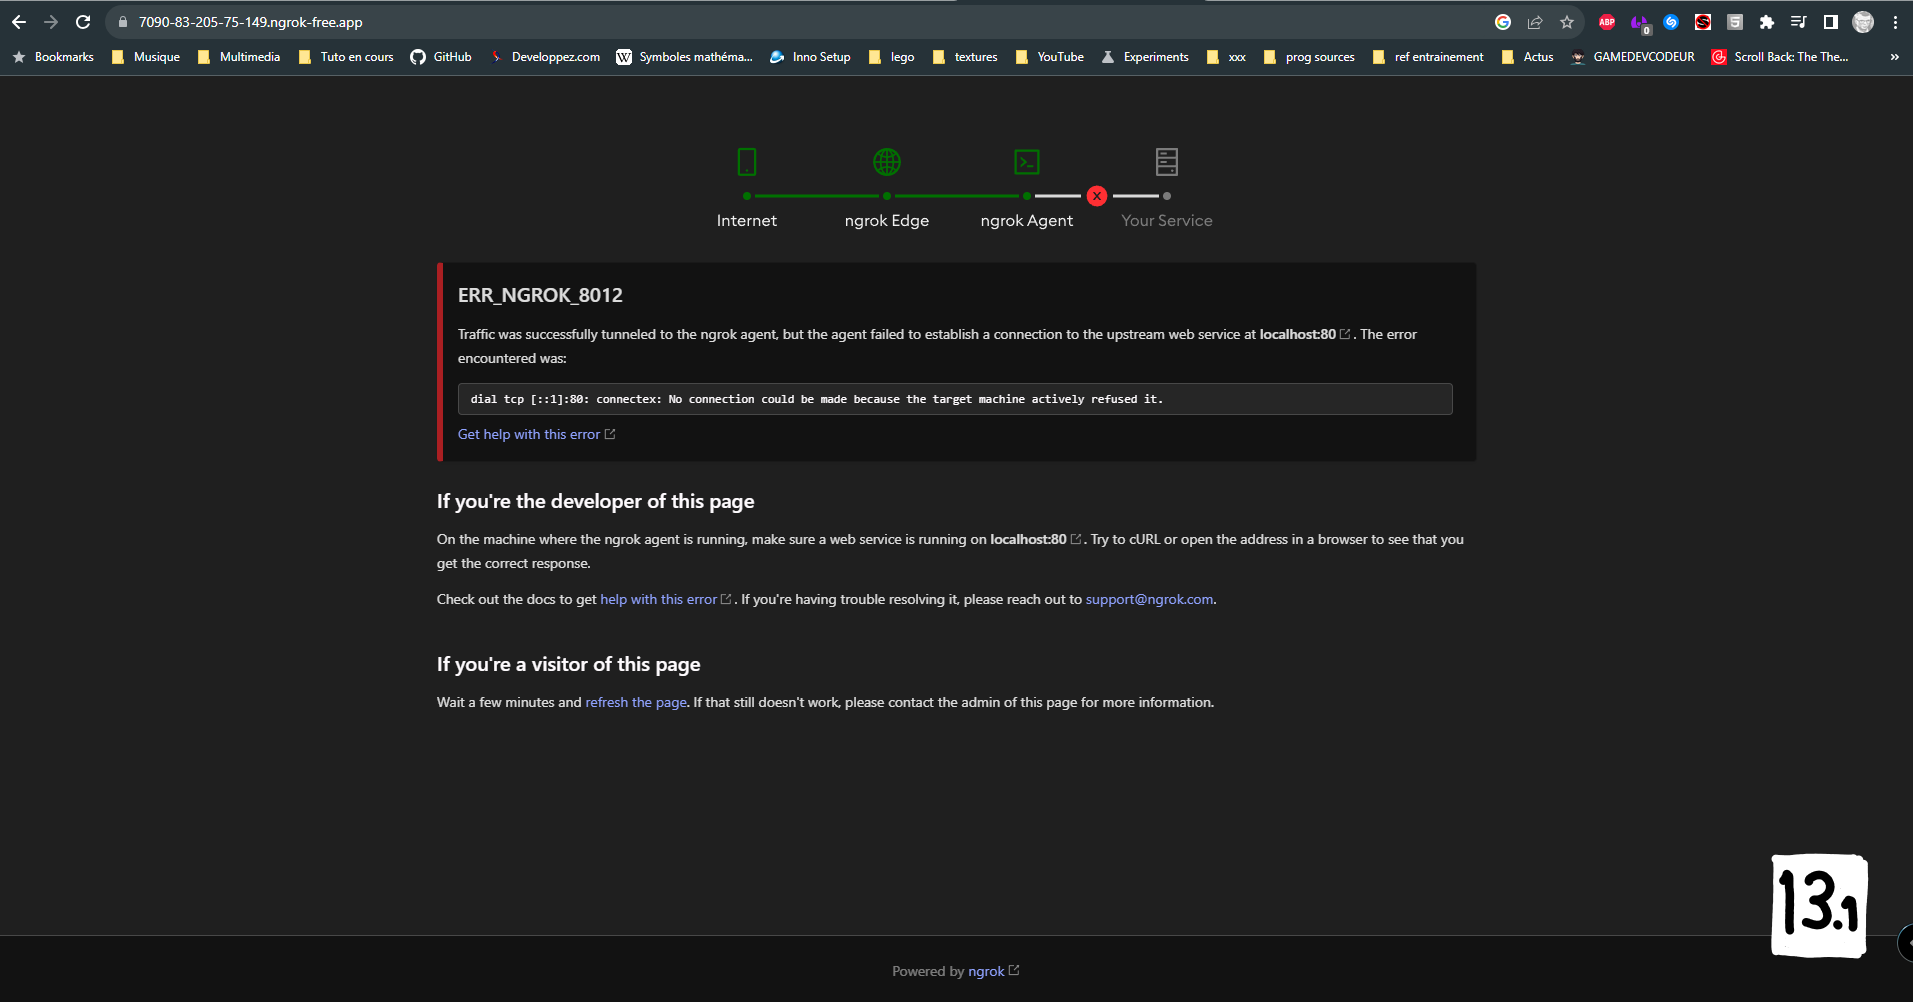 7090-83-205-75-149.ngrok-free.app
ABP
0
Bookmarks Musique Multimedia Tuto en cours GitHub Developpez.com W Symboles mathéma... Inno Setup lego textures YouTube Experiments xxx prog sources ref entrainement Actus GAMEDEVCODEUR Scroll Back: The The... »
Internet ngrok Edge ngrok Agent Your Service
ERR_NGROK_8012
Traffic was successfully tunneled to the ngrok agent, but the agent failed to establish a connection to the upstream web service at localhost:80 . The error
encountered was:
dial tcp [::1]:80: connectex: No connection could be made because the target machine actively refused it.
Get help with this error
If you're the developer of this page
On the machine where the ngrok agent is running, make sure a web service is running on localhost:80 . Try to cURL or open the address in a browser to see that you
get the correct response.
Check out the docs to get help with this error . If you're having trouble resolving it, please reach out to support@ngrok.com.
If you're a visitor of this page
Wait a few minutes and refresh the page. If that still doesn't work, please contact the admin of this page for more information.
13.1
Powered by ngrok